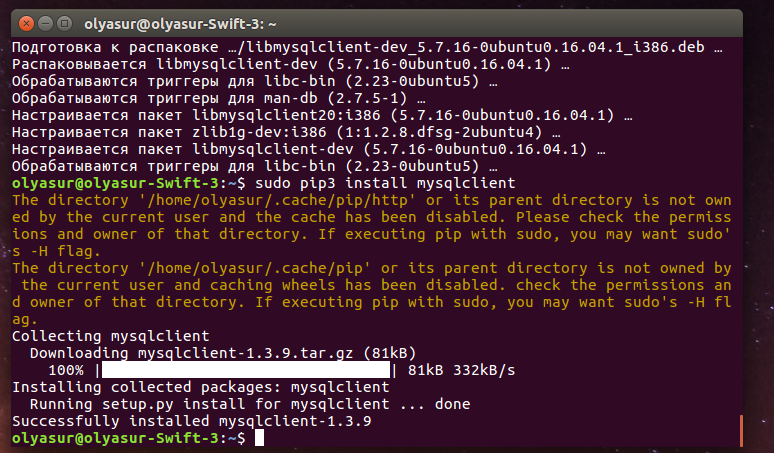 olyasur@olyasur-Swift-3: ~
Подготовка к распаковке …/libmysqlclient-dev_5.7.16-0ubuntu0.16.04.1_i386.deb …
Распаковывается libmysqlclient-dev (5.7.16-0ubuntu0.16.04.1) …
Обрабатываются триггеры для libc-bin (2.23-0ubuntu5) …
Обрабатываются триггеры для man-db (2.7.5-1) …
Настраивается пакет libmysqlclient20:i386 (5.7.16-0ubuntu0.16.04.1) …
Настраивается пакет zlib1g-dev:i386 (1:1.2.8.dfsg-2ubuntu4) …
Настраивается пакет libmysqlclient-dev (5.7.16-0ubuntu0.16.04.1) …
Обрабатываются триггеры для libc-bin (2.23-0ubuntu5) …
olyasur@olyasur-Swift-3:~$ sudo pip3 install mysqlclient
The directory '/home/olyasur/.cache/pip/http' or its parent directory is not own
ed by the current user and the cache has been disabled. Please check the permiss
ions and owner of that directory. If executing pip with sudo, you may want sudo'
s -H flag.
The directory '/home/olyasur/.cache/pip' or its parent directory is not owned by
 the current user and caching wheels has been disabled. check the permissions an
d owner of that directory. If executing pip with sudo, you may want sudo's -H fl
ag.
Collecting mysqlclient
  Downloading mysqlclient-1.3.9.tar.gz (81kB)
    100% |████████████████████████████████| 81kB 332kB/s
Installing collected packages: mysqlclient
  Running setup.py install for mysqlclient ... done
Successfully installed mysqlclient-1.3.9
olyasur@olyasur-Swift-3:~$